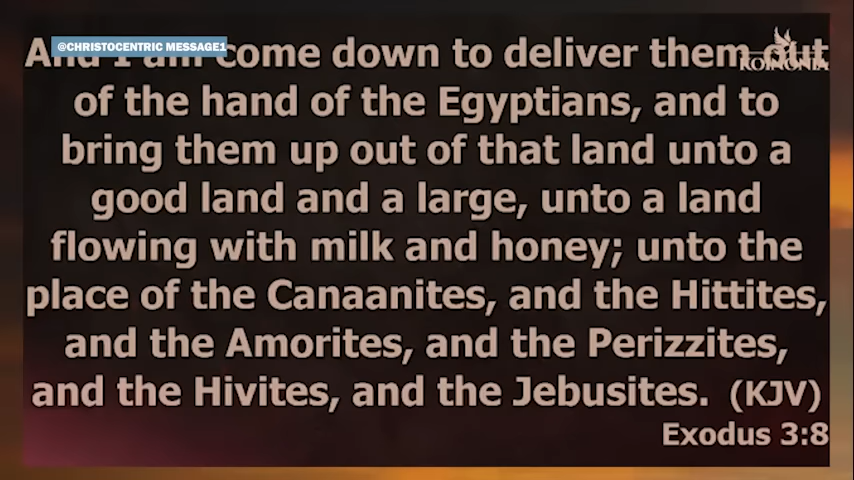 @CHRISTOCENTRIC MESSAGE1
KOINONIA
And I am come down to deliver them out
of the hand of the Egyptians, and to
bring them up out of that land unto a
good land and a large, unto a land
flowing with milk and honey; unto the
place of the Canaanites, and the Hittites,
and the Amorites, and the Perizzites,
and the Hivites, and the Jebusites. (KJV)
Exodus 3:8